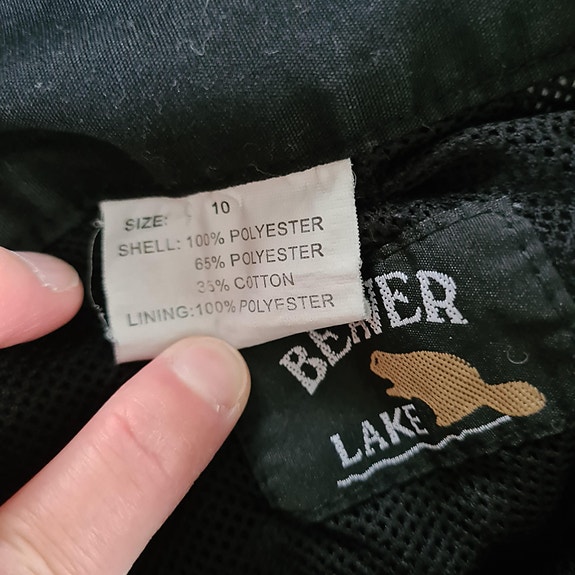 SIZE: 10
SHELL: 100% POLYESTER
65% POLYESTER
35% COTTON
LINING:100% POLYESTER
BEAVER
LAKE